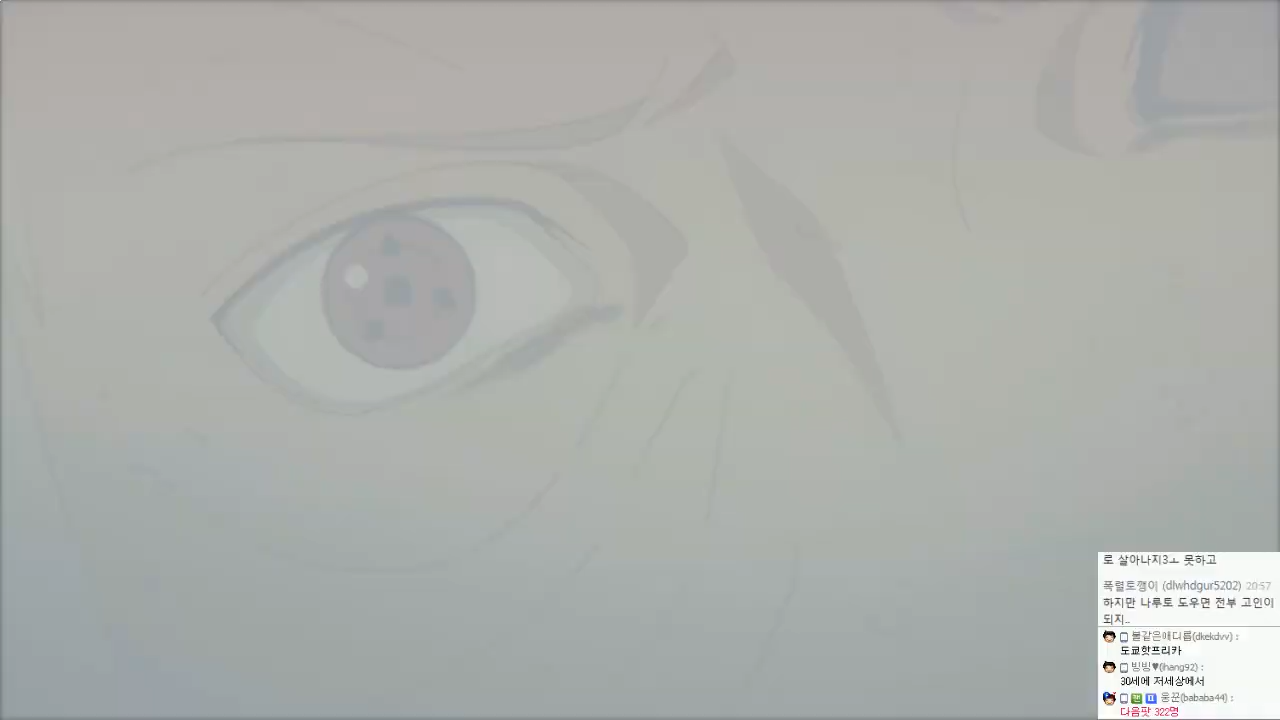 로 살아나지3ㅗ 못하고
폭렬토깽이 (dlwhdgur5202) 20:57
하지만 나루토 도우면 전부 고인이
되지..
불같은애디륨(dkekdvv) :
도쿄핫프리카
빙빙♥(ihang92) :
30세에 저세상에서
웅꾼(bababa44) :
다음팟 322명